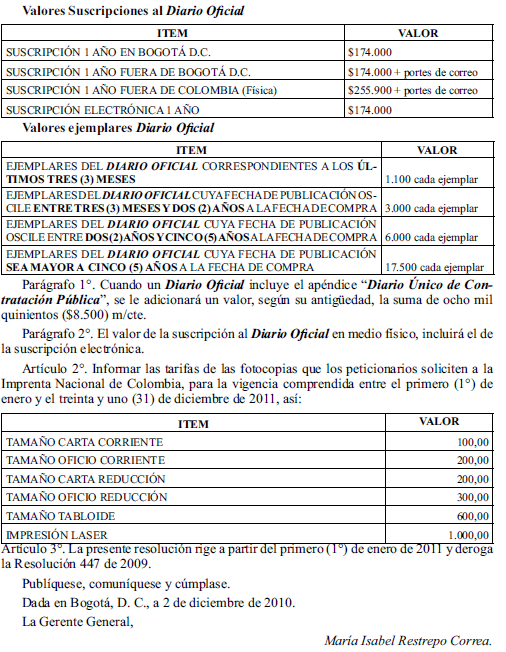 Valores Suscripciones al Diario Oficial
ITEM VALOR
SUSCRIPCIÓN 1 AÑO EN BOGOTÁ D.C. $174.000
SUSCRIPCIÓN 1 AÑO FUERA DE BOGOTÁ D.C. $174.000 + portes de correo
SUSCRIPCIÓN 1 AÑO FUERA DE COLOMBIA (Física) $255.900 + portes de correo
SUSCRIPCIÓN ELECTRÓNICA 1 AÑO $174.000
Valores ejemplares Diario Oficial
ITEM VALOR
EJEMPLARES DEL DIARIO OFICIAL CORRESPONDIENTES A LOS ÚL-
TIMOS TRES (3) MESES 1.100 cada ejemplar
EJEMPLARES DEL DIARIO OFICIAL CUYA FECHA DE PUBLICACIÓN OS-
CILE ENTRE TRES (3) MESES Y DOS (2) AÑOS A LA FECHA DE COMPRA 3.000 cada ejemplar
EJEMPLARES DEL DIARIO OFICIAL CUYA FECHA DE PUBLICACIÓN
OSCILE ENTRE DOS (2) AÑOS Y CINCO (5) AÑOS A LA FECHA DE COMPRA 6.000 cada ejemplar
EJEMPLARES DEL DIARIO OFICIAL CUYA FECHA DE PUBLICACIÓN
SEA MAYOR A CINCO (5) AÑOS A LA FECHA DE COMPRA 17.500 cada ejemplar
Parágrafo 1°. Cuando un Diario Oficial incluye el apéndice “Diario Único de Con-
tratación Pública”, se le adicionará un valor, según su antigüedad, la suma de ocho mil
quinientos ($8.500) m/cte.
Parágrafo 2°. El valor de la suscripción al Diario Oficial en medio físico, incluirá el de
la suscripción electrónica.
Artículo 2°. Informar las tarifas de las fotocopias que los peticionarios soliciten a la
Imprenta Nacional de Colombia, para la vigencia comprendida entre el primero (1°) de
enero y el treinta y uno (31) de diciembre de 2011, así:
ITEM VALOR
TAMAÑO CARTA CORRIENTE 100,00
TAMAÑO OFICIO CORRIENTE 200,00
TAMAÑO CARTA REDUCCIÓN 200,00
TAMAÑO OFICIO REDUCCIÓN 300,00
TAMAÑO TABLOIDE 600,00
IMPRESIÓN LASER 1.000,00
Artículo 3°. La presente resolución rige a partir del primero (1°) de enero de 2011 y deroga
la Resolución 447 de 2009.
Publíquese, comuníquese y cúmplase.
Dada en Bogotá, D. C., a 2 de diciembre de 2010.
La Gerente General,
María Isabel Restrepo Correa.